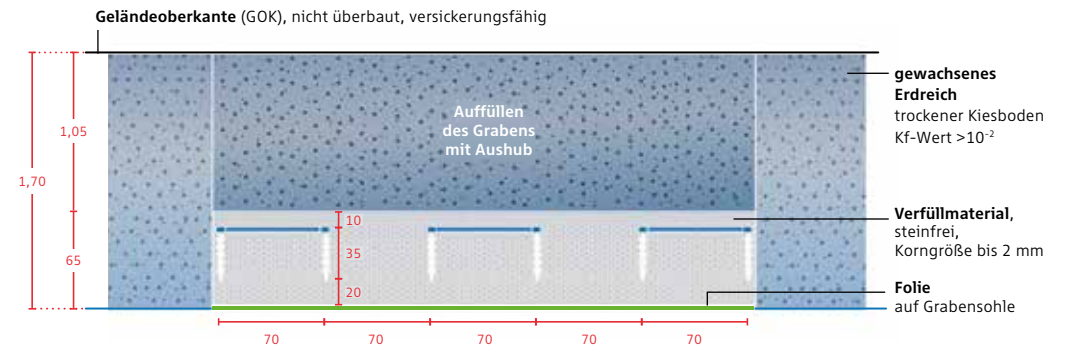 Geländeoberkante (GOK), nicht überbaut, versickerungsfähig
gewachsenes
Erdreich
trockener Kiesboden
Kf-Wert >10⁻²
Auffüllen
des Grabens
mit Aushub
1,05
1,70
65
10
35
20
Verfüllmaterial,
steinfrei,
Korngröße bis 2 mm
Folie
auf Grabensohle
70 70 70 70 70